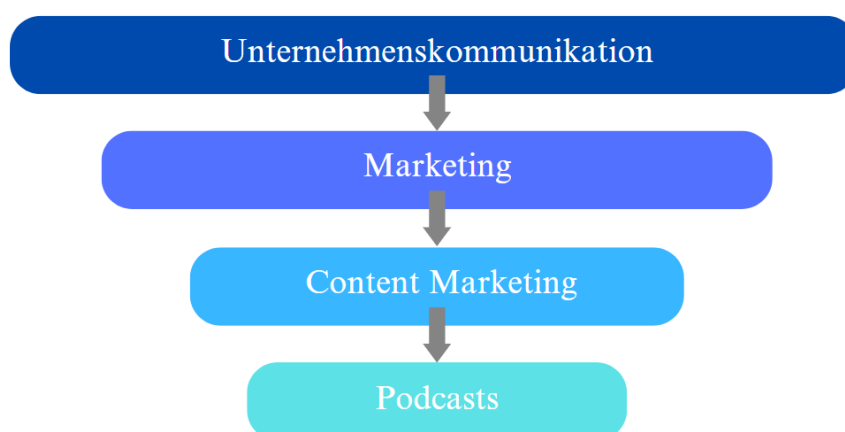 Unternehmenskommunikation
Marketing
Content Marketing
Podcasts